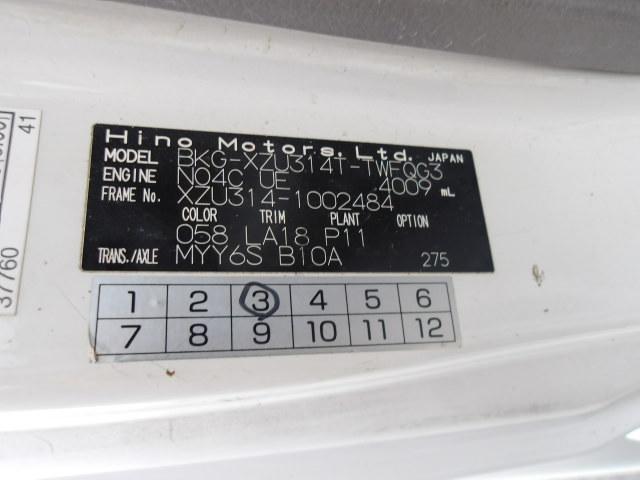 Hino Motors, Ltd. JAPAN
MODEL BKG-XZU314T-TWFQG3
ENGINE N04C UE 4009 mL
FRAME No. XZU314-1002484
COLOR TRIM PLANT OPTION
058 LA18 P11
TRANS./AXLE MYY6S B10A 275
1 2 3 4 5 6
7 8 9 10 11 12
41
37760